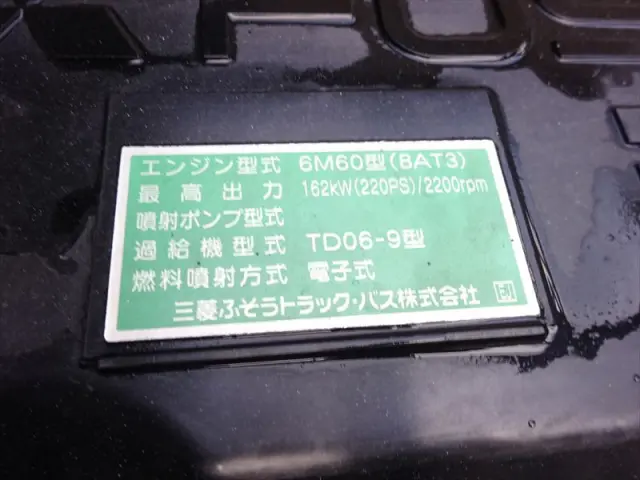 FUSO
エンジン型式 6M60型(8AT3)
最高出力 162kW(220PS)/2200rpm
噴射ポンプ型式
過給機型式 TD06-9型
燃料噴射方式 電子式
三菱ふそうトラック・バス株式会社